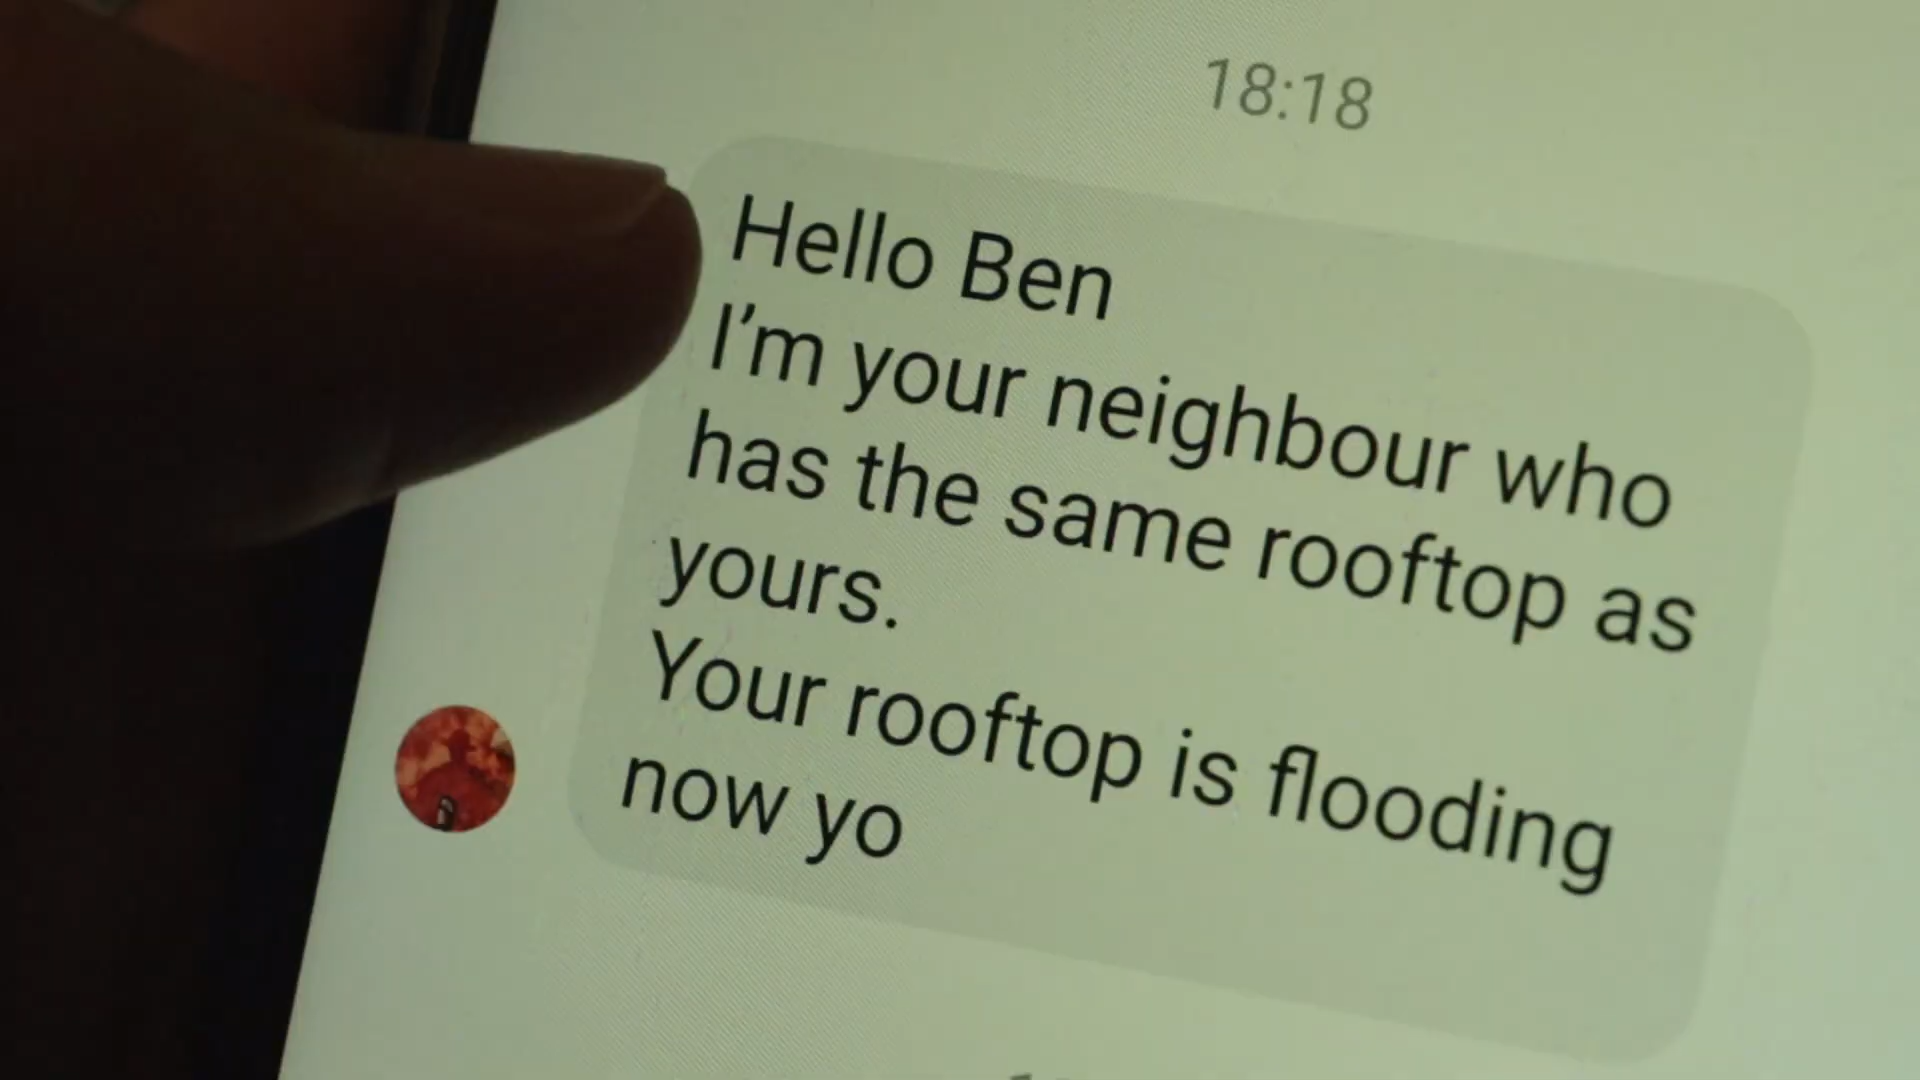 18:18
Hello Ben
I'm your neighbour who
has the same rooftop as
yours.
Your rooftop is flooding
now yo